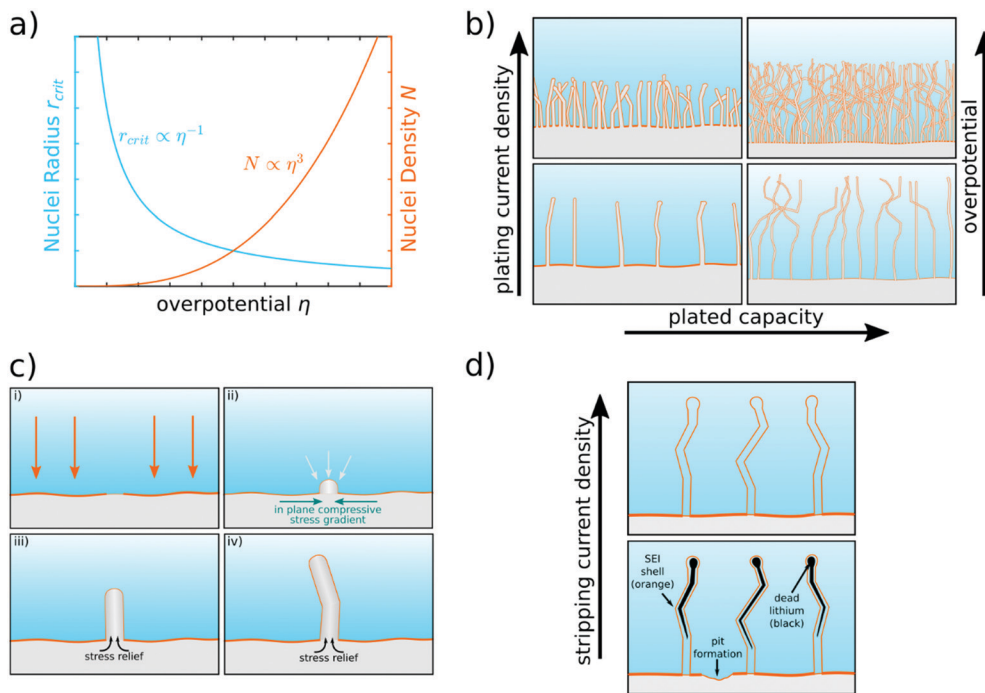 a)
Nuclei Radius r_crit
r_crit ∝ η⁻¹
N ∝ η³
Nuclei Density N
overpotential η
b)
plating current density
overpotential
plated capacity
c)
i)
ii)
in plane compressive
stress gradient
iii)
stress relief
iv)
stress relief
d)
stripping current density
SEI
shell
(orange)
dead
lithium
(black)
pit
formation